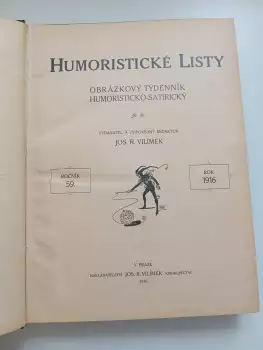 HUMORISTICKÉ LISTY
OBRÁZKOVÝ TÝDENNÍK
HUMORISTICKO-SATIRICKÝ
VYDAVATEL A ODPOVĚDNÝ REDAKTOR
JOS. R. VILÍMEK
ROČNÍK
59.
ROK
1916
V PRAZE
NAKLADATELSTVÍ JOS. R. VILÍMEK KNIHKUPECTVÍ
1916